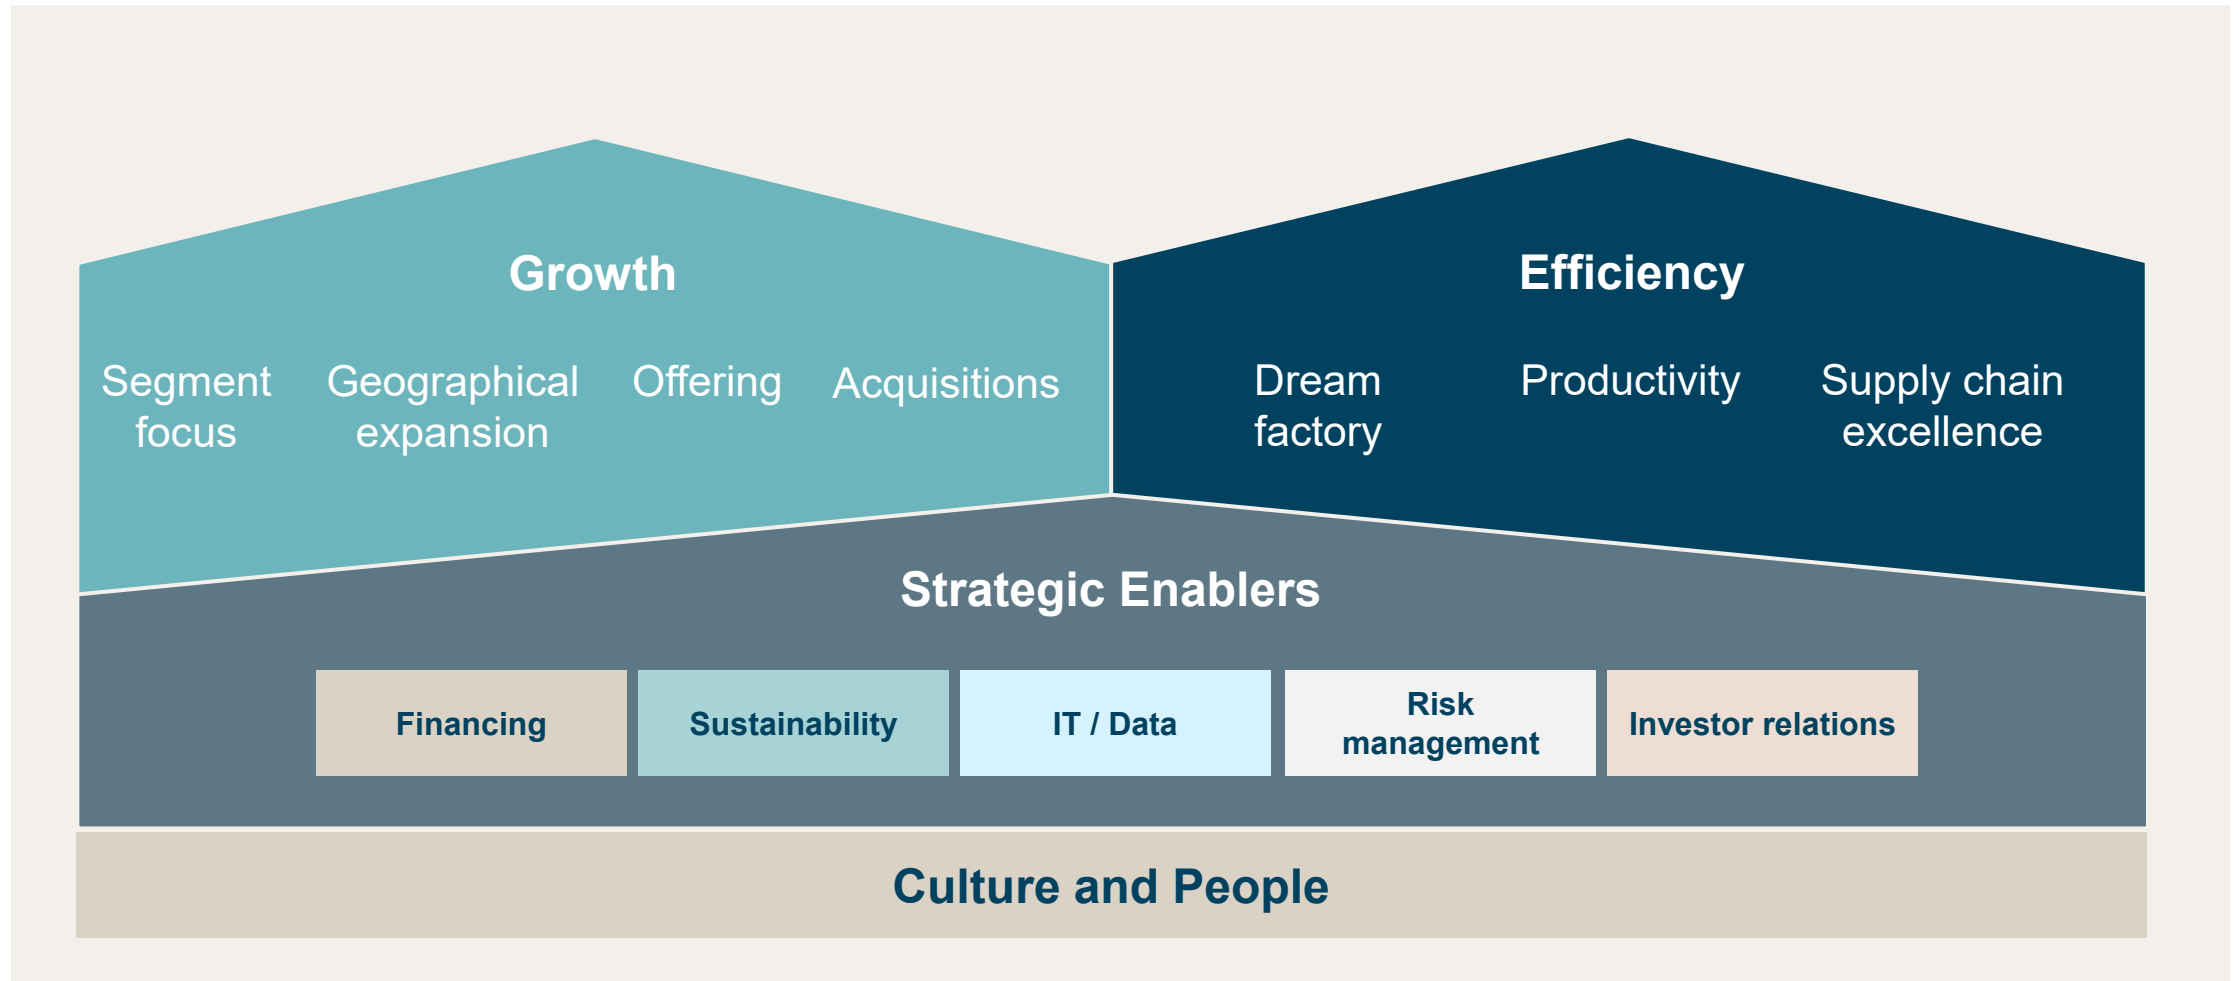 Growth
Segment
focus
Geographical
expansion
Offering
Acquisitions
Efficiency
Dream
factory
Productivity
Supply chain
excellence
Strategic Enablers
Financing
Sustainability
IT / Data
Risk
management
Investor relations
Culture and People